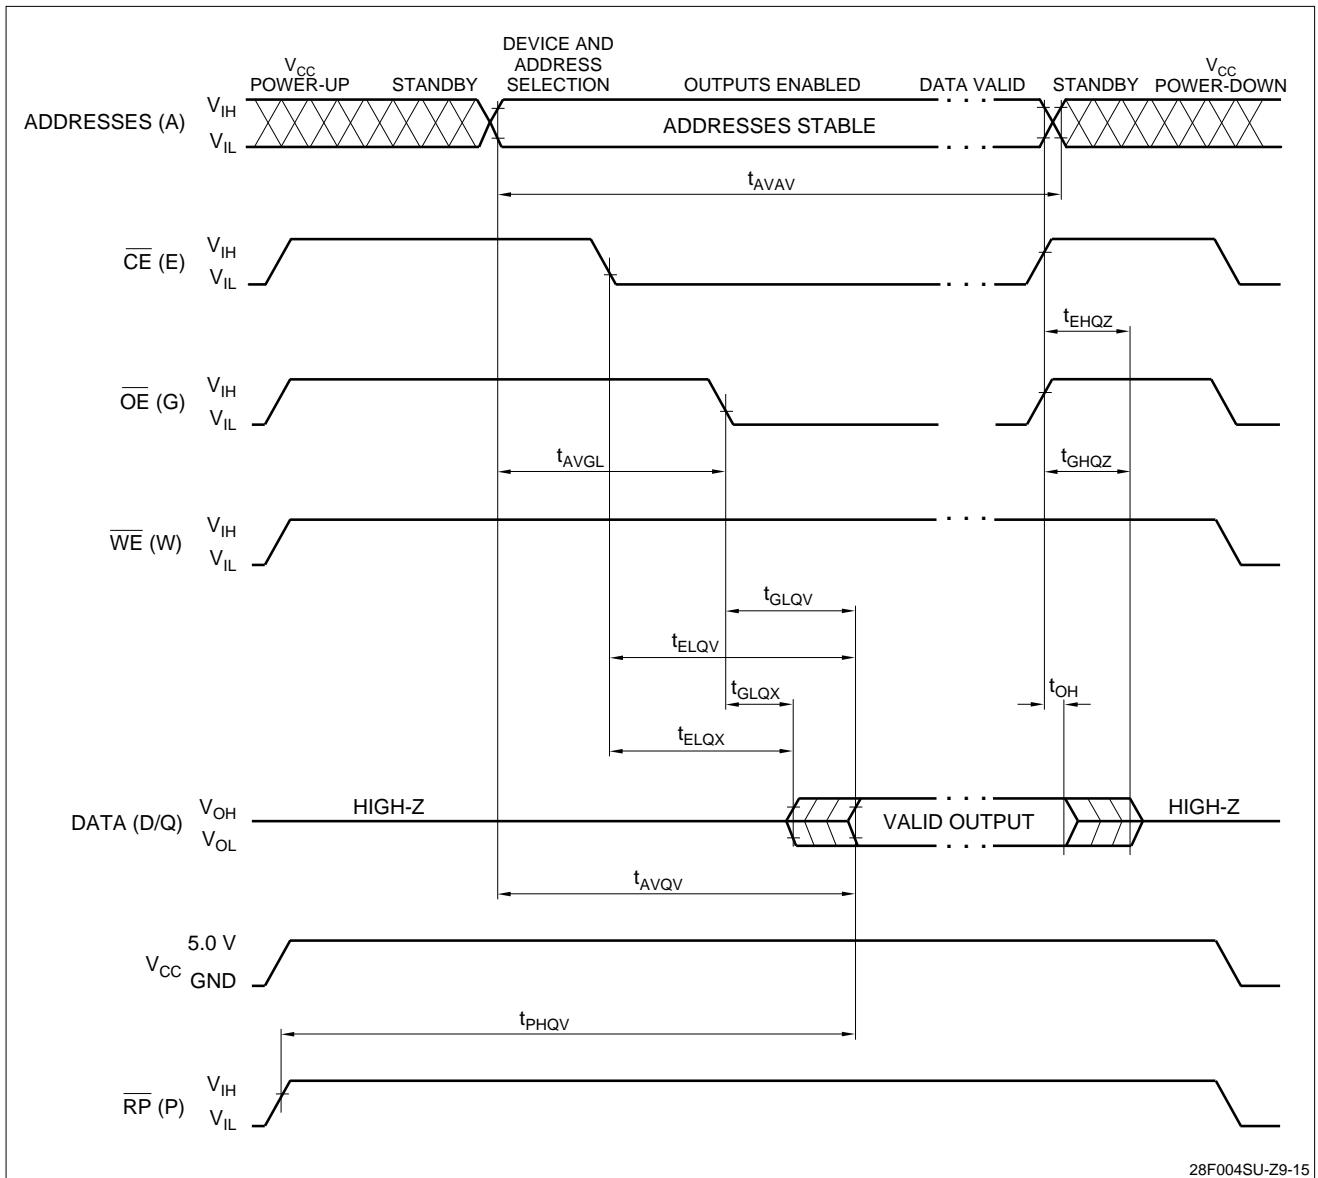 DEVICE AND
ADDRESS
SELECTION
VCC
POWER-UP
STANDBY
OUTPUTS ENABLED
DATA VALID
STANDBY
VCC
POWER-DOWN
ADDRESSES (A)
VIH
VIL
ADDRESSES STABLE
tAVAV
CE (E)
VIH
VIL
tEHQZ
OE (G)
VIH
VIL
tAVGL
tGHQZ
WE (W)
VIH
VIL
tGLQV
tELQV
tGLQX
tOH
tELQX
DATA (D/Q)
VOH
VOL
HIGH-Z
VALID OUTPUT
HIGH-Z
tAVQV
5.0 V
VCC
GND
tPHQV
RP (P)
VIH
VIL
28F004SU-Z9-15